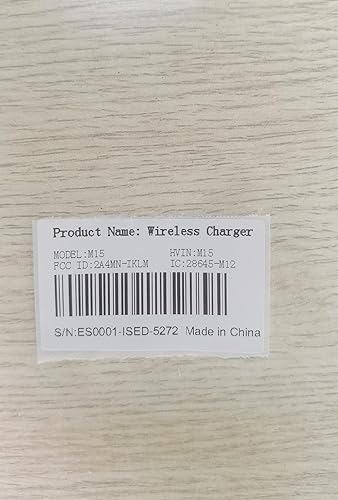 Product Name: Wireless Charger
MODEL:M15 HVIN:M15
FCC ID:2A4MN-IKLM IC:28645-M12
S/N:ES0001-ISED-5272 Made in China